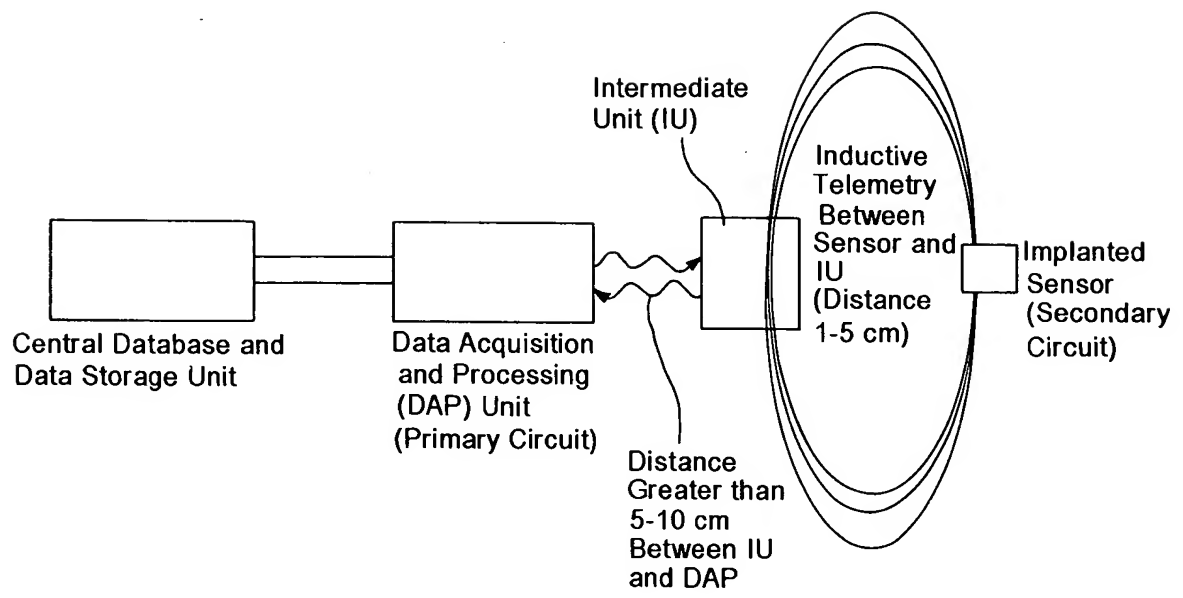 Intermediate
Unit (IU)
Inductive
Telemetry
Between
Sensor and
IU
(Distance
1-5 cm)
Implanted
Sensor
(Secondary
Circuit)
Central Database and
Data Storage Unit
Data Acquisition
and Processing
(DAP) Unit
(Primary Circuit)
Distance
Greater than
5-10 cm
Between IU
and DAP